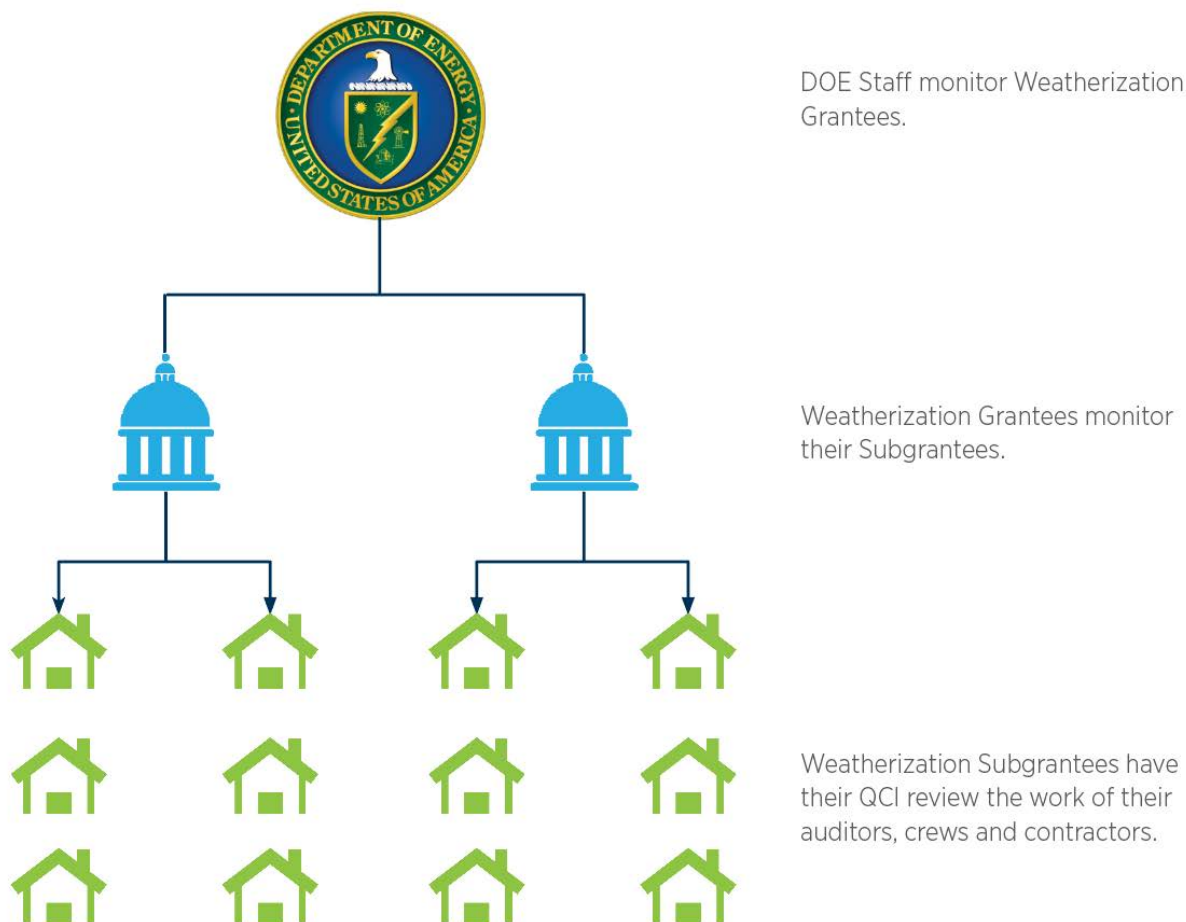 DEPARTMENT OF ENERGY
UNITED STATES OF AMERICA
DOE Staff monitor Weatherization
Grantees.
Weatherization Grantees monitor
their Subgrantees.
Weatherization Subgrantees have
their QCI review the work of their
auditors, crews and contractors.